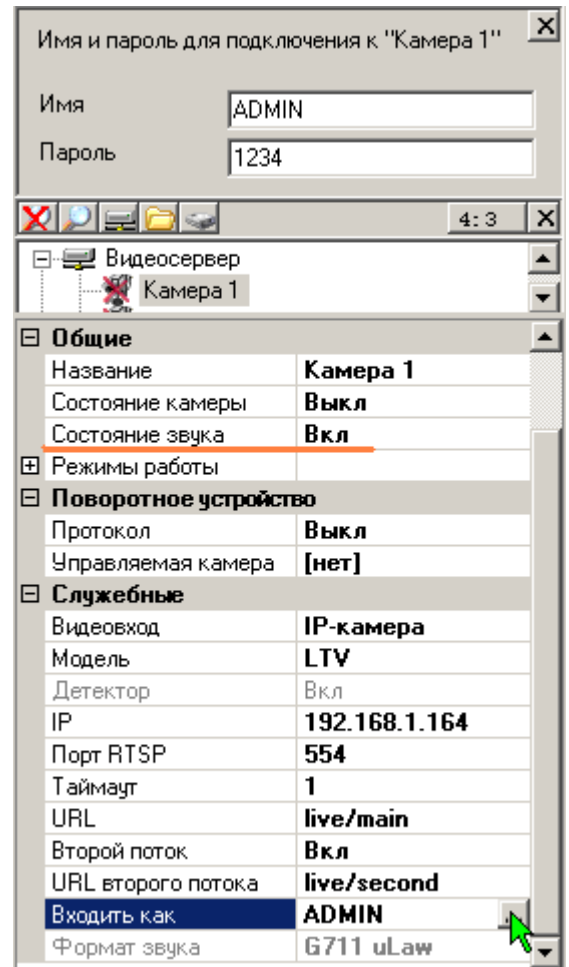 Имя и пароль для подключения к "Камера 1"
Имя ADMIN
Пароль 1234
4:3
Видеосервер
Камера 1
Общие
Название Камера 1
Состояние камеры Выкл
Состояние звука Вкл
Режимы работы
Поворотное устройство
Протокол Выкл
Управляемая камера [нет]
Служебные
Видеовход IP-камера
Модель LTV
Детектор Вкл
IP 192.168.1.164
Порт RTSP 554
Таймаут 1
URL live/main
Второй поток Вкл
URL второго потока live/second
Входить как ADMIN
Формат звука G711 uLaw